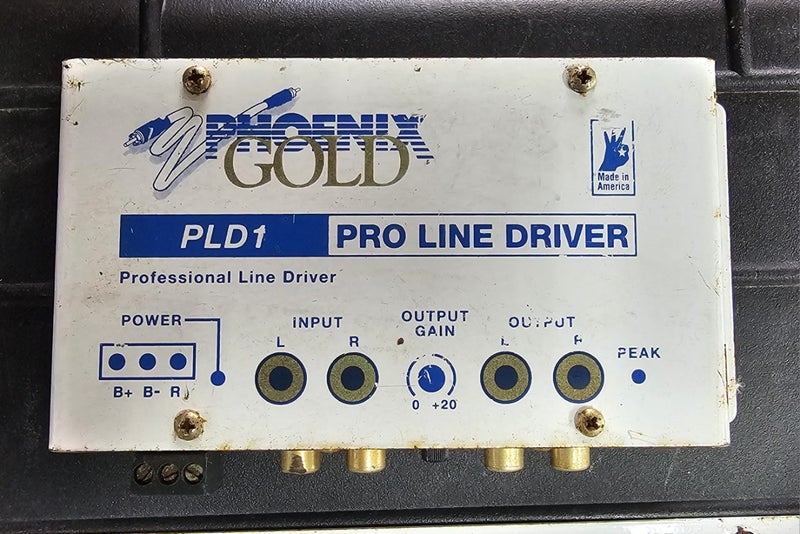 PHOENIX
GOLD
Made in
America
PLD1 PRO LINE DRIVER
Professional Line Driver
POWER
B+ B- R
INPUT
L R
OUTPUT
GAIN
0 +20
OUTPUT
L R
PEAK